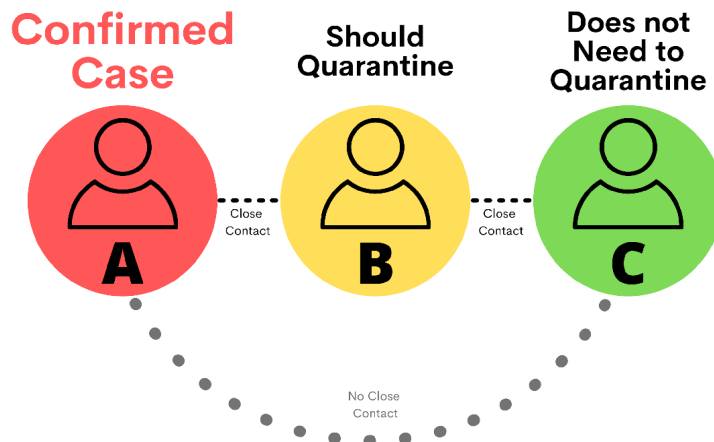 Confirmed
Case
Should
Quarantine
Does not
Need to
Quarantine
Close
Contact
Close
Contact
A
B
C
No Close
Contact